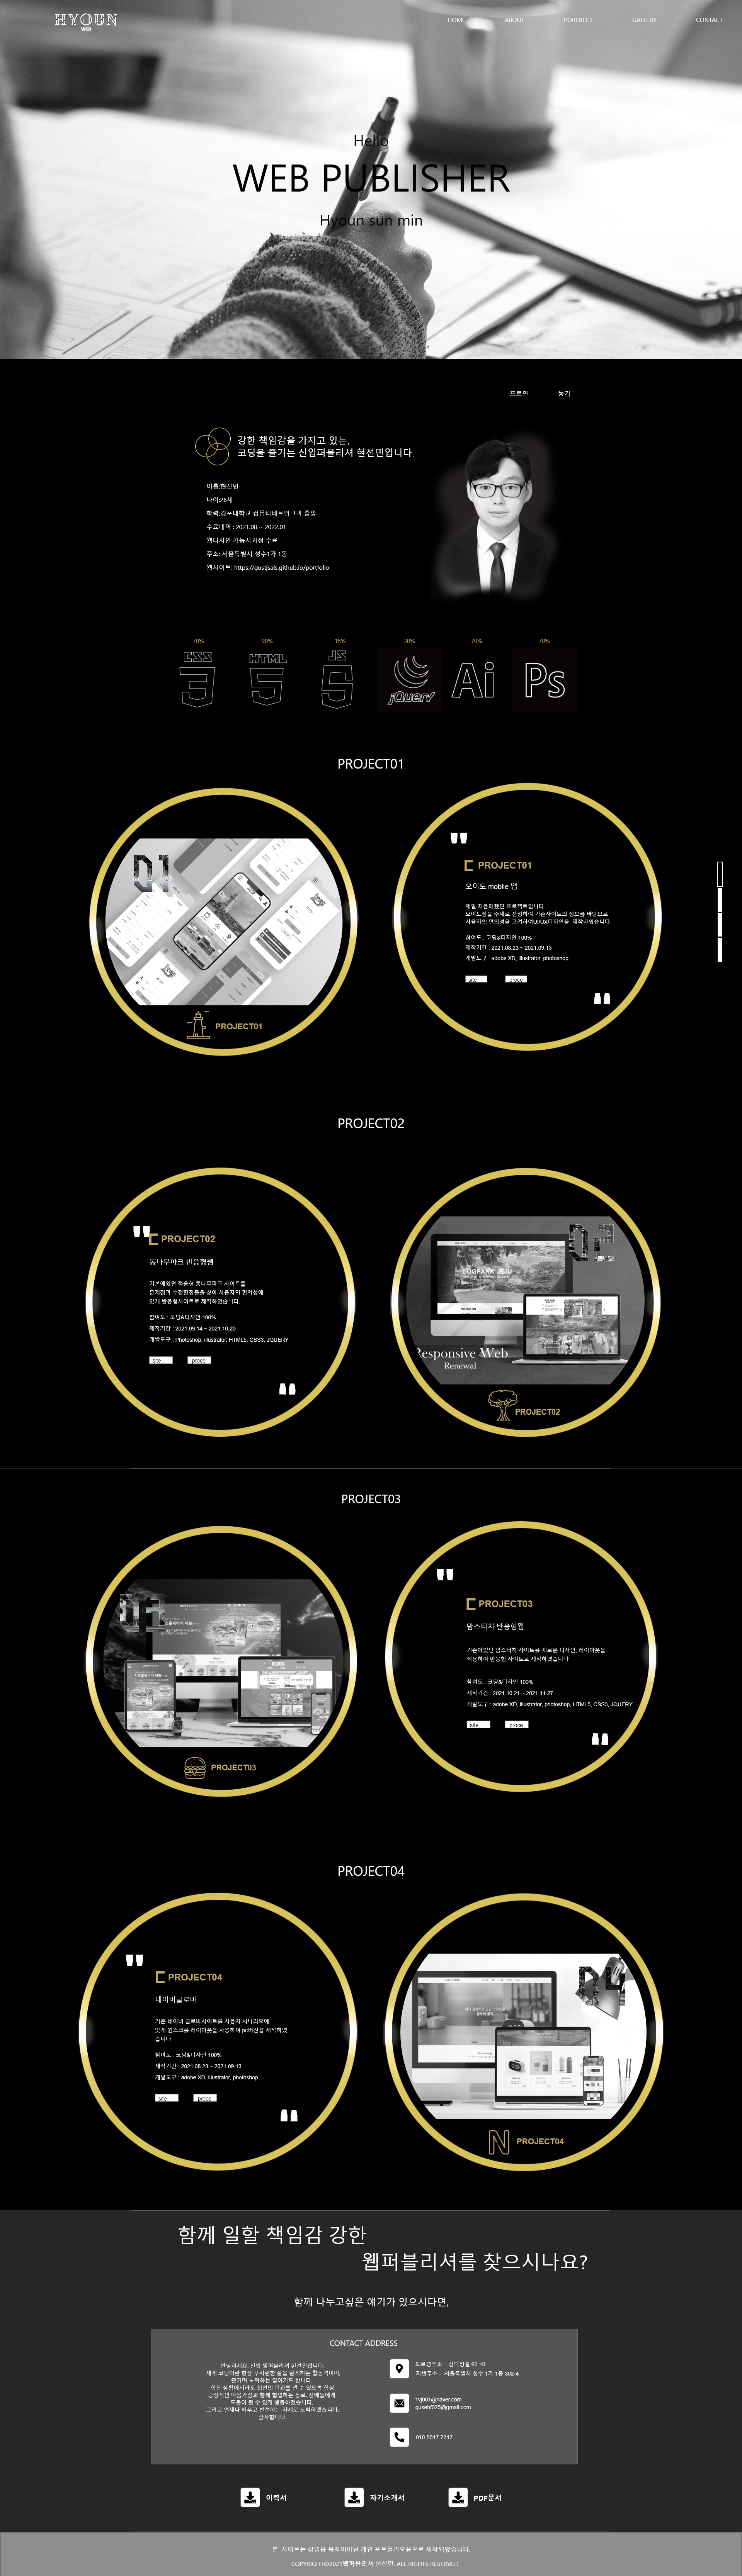 HYOUN
WEB
HOME ABOUT POROJECT GALLERY CONTACT
Hello
WEB PUBLISHER
Hyoun sun min
프로필 동기
강한 책임감을 가지고 있는,
코딩을 즐기는 신입퍼블리셔 현선민입니다.
이름:현선민
나이:26세
학력:김포대학교 컴퓨터네트워크과 졸업
수료내역 : 2021.08 ~ 2022.01
웹디자인 기능사과정 수료
주소: 서울특별시 성수1가 1동
웹사이트: https://gustjsals.github.io/portfolio
70% 90% 15% 30% 70% 70%
CSS HTML JS
3 5 jQuery Ai Ps
PROJECT01
01
PROJECT01
PROJECT01
오이도 mobile 앱
제일 처음에했던 프로젝트입니다.
오이도섬을 주제로 선정하여 기존사이트의 정보를 바탕으로
사용자의 편의성을 고려하여UI/UX디자인을 제작하였습니다.
참여도 : 코딩&디자인 100%
제작기간 : 2021.08.23 ~ 2021.09.13
개발도구 : adobe XD, illustrator, photoshop
site proce
PROJECT02
PROJECT02
통나무파크 반응형웹
기본에있던 적응형 통나무파크 사이트를
문제점과 수정할점들을 찾아 사용자의 편의성에
맞게 반응형사이트로 제작하였습니다.
참여도 : 코딩&디자인 100%
제작기간 : 2021.09.14 ~ 2021.10.20
개발도구 : Photoshop, illustrator, HTML5, CSS3, JQUERY
site proce
02
LOGPARK JEJU
Responsive Web
Renewal
PROJECT02
PROJECT03
03
PROJECT03
PROJECT03
맘스터치 반응형웹
기존에있던 맘스터치 사이트를 새로운 디자인, 레이아웃을
적용하여 반응형 사이트로 제작하였습니다
참여도 : 코딩&디자인 100%
제작기간 : 2021.10.21 ~ 2021.11.27
개발도구 : adobe XD, illustrator, photoshop, HTML5, CSS3, JQUERY
site proce
PROJECT04
PROJECT04
네이버클로바
기존 네이버 클로바사이트를 사용자 시나리오에
맞게 원스크롤 레이아웃을 사용하여 pc버전을 제작하였
습니다.
참여도 : 코딩&디자인 100%
제작기간 : 2021.08.23 ~ 2021.09.13
개발도구 : adobe XD, illustrator, photoshop
site proce
04
N PROJECT04
함께 일할 책임감 강한
웹퍼블리셔를 찾으시나요?
함께 나누고싶은 얘기가 있으시다면,
CONTACT ADDRESS
안녕하세요. 신입 웹퍼블리셔 현선민입니다.
제게 코딩이란 항상 부지런한 삶을 살게하는 활동력이며,
즐기며 노력하는 일이기도 합니다.
힘든 상황에서라도 최선의 결과를 낼 수 있도록 항상
긍정적인 마음가짐과 함께 협업하는 동료, 선배들에게
도움이 될 수 있게 행동하겠습니다.
그리고 언제나 배우고 발전하는 자세로 노력하겠습니다.
감사합니다.
도로명주소 - 성덕정길 63-10
지번주소 - 서울특별시 성수 1가 1동 302-4
1vj001@naver.com
gusehf025@gmail.com
010-5517-7317
이력서 자기소개서 PDF문서
본 사이트는 상업용 목적이아닌 개인 포트폴리오용으로 제작되었습니다.
COPYRIGHT©2021웹퍼블리셔 현선민. ALL RIGHTS RESERVED